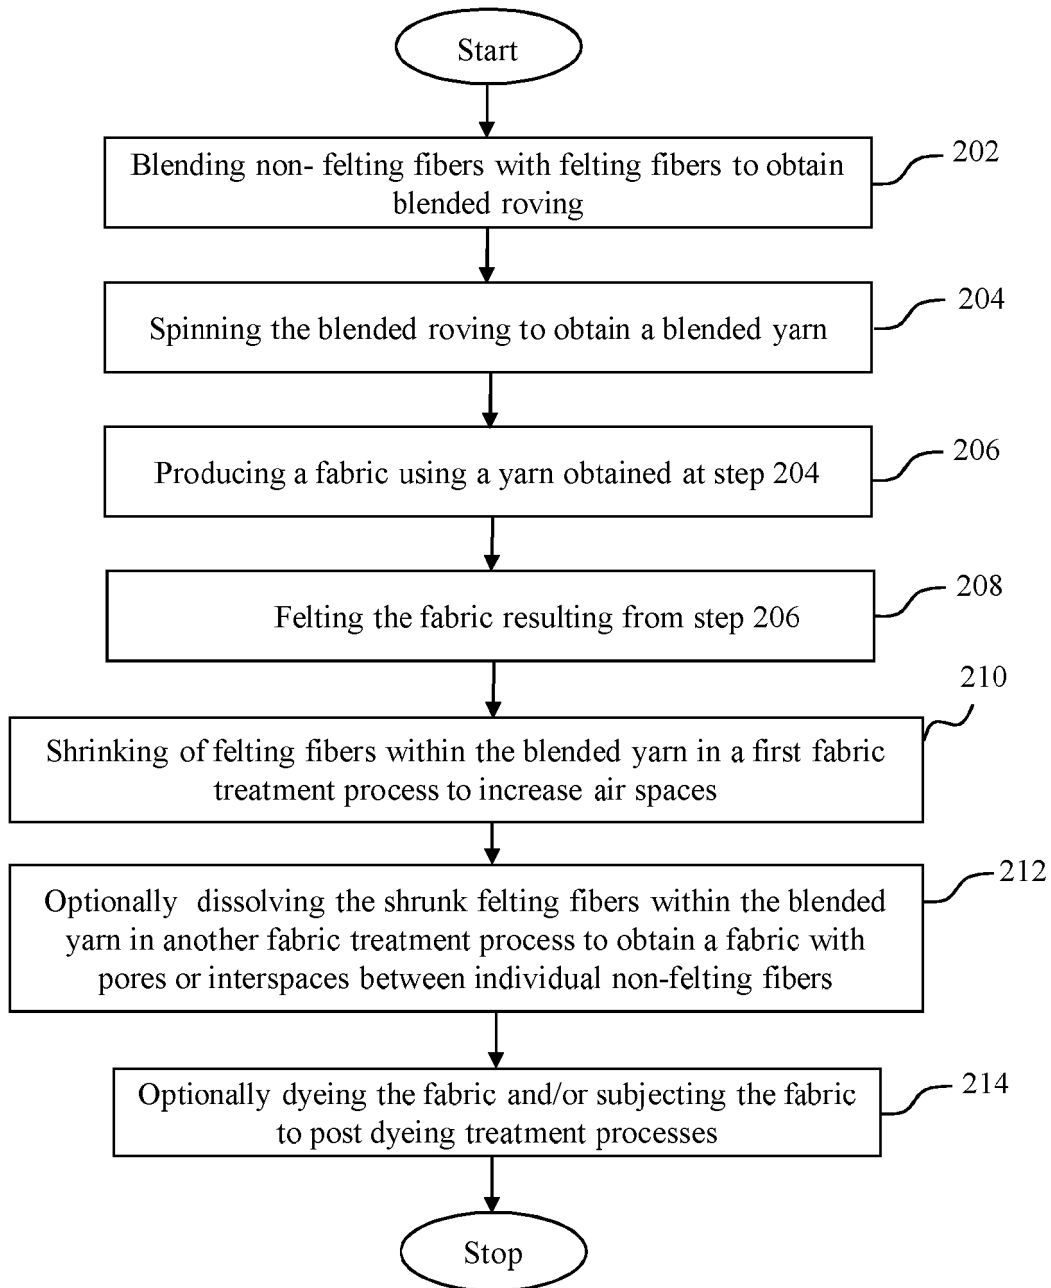 Start
Blending non- felting fibers with felting fibers to obtain
blended roving
202
Spinning the blended roving to obtain a blended yarn
204
Producing a fabric using a yarn obtained at step 204
206
Felting the fabric resulting from step 206
208
Shrinking of felting fibers within the blended yarn in a first fabric
treatment process to increase air spaces
210
Optionally dissolving the shrunk felting fibers within the blended
yarn in another fabric treatment process to obtain a fabric with
pores or interspaces between individual non-felting fibers
212
Optionally dyeing the fabric and/or subjecting the fabric
to post dyeing treatment processes
214
Stop